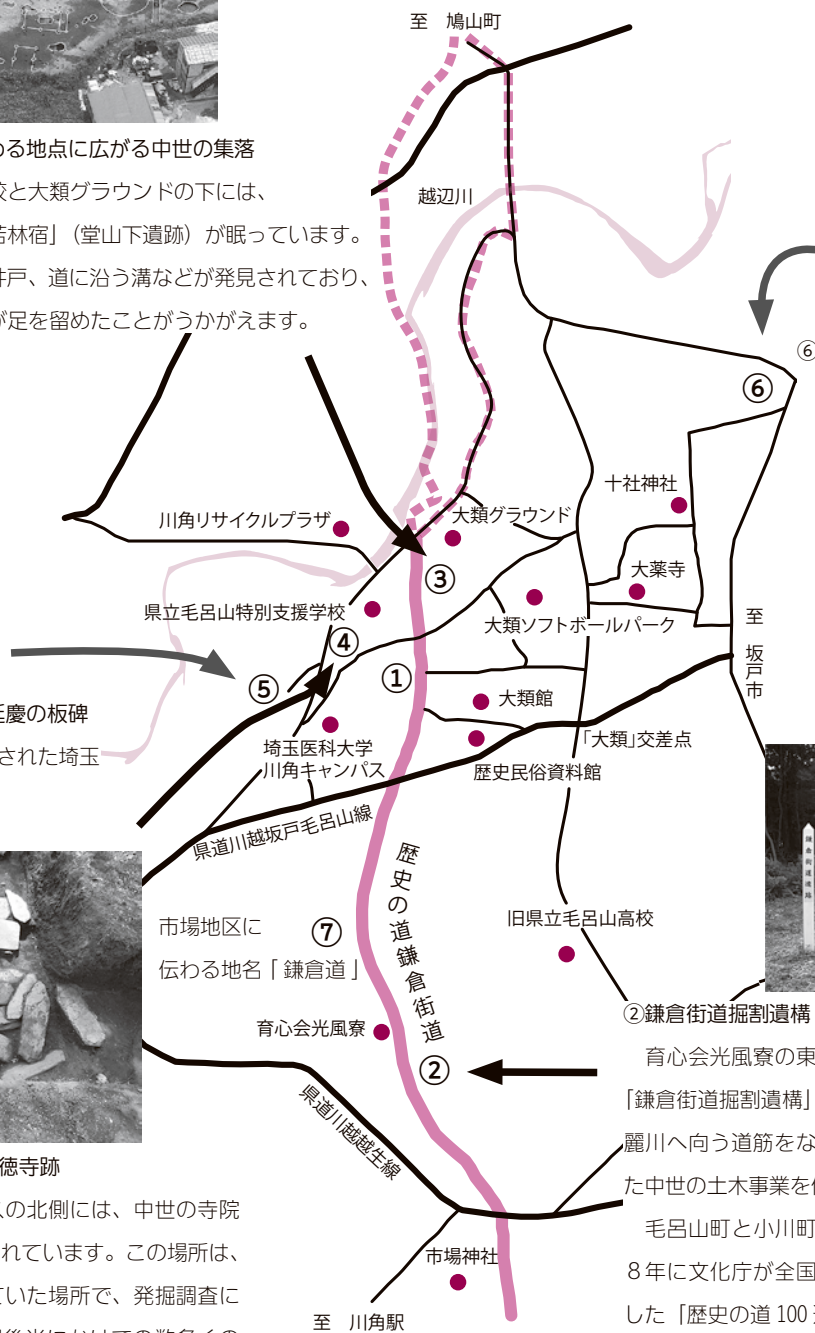 至　鳩山町
わる地点に広がる中世の集落
校と大類グラウンドの下には、
苦林宿」（堂山下遺跡）が眠っています。
井戸、道に沿う溝などが発見されており、
が足を留めたことがうかがえます。
越辺川
⑥
⑥
十社神社
川角リサイクルプラザ
大類グラウンド
③
大薬寺
県立毛呂山特別支援学校
大類ソフトボールパーク
至　坂戸市
④
①
⑤
大類館
延慶の板碑
された埼玉
埼玉医科大学
川角キャンパス
「大類」交差点
歴史民俗資料館
県道川越坂戸毛呂山線
鎌倉街道遺跡
歴史の道鎌倉街道
市場地区に
伝わる地名「鎌倉道」
⑦
旧県立毛呂山高校
育心会光風寮
②
②鎌倉街道掘割遺構
育心会光風寮の東
「鎌倉街道掘割遺構」
麗川へ向う道筋をな
た中世の土木事業を
毛呂山町と小川町
８年に文化庁が全国
した「歴史の道 100
県道川越越生線
徳寺跡
の北側には、中世の寺院
れています。この場所は、
ていた場所で、発掘調査に
市場神社
至　川角駅